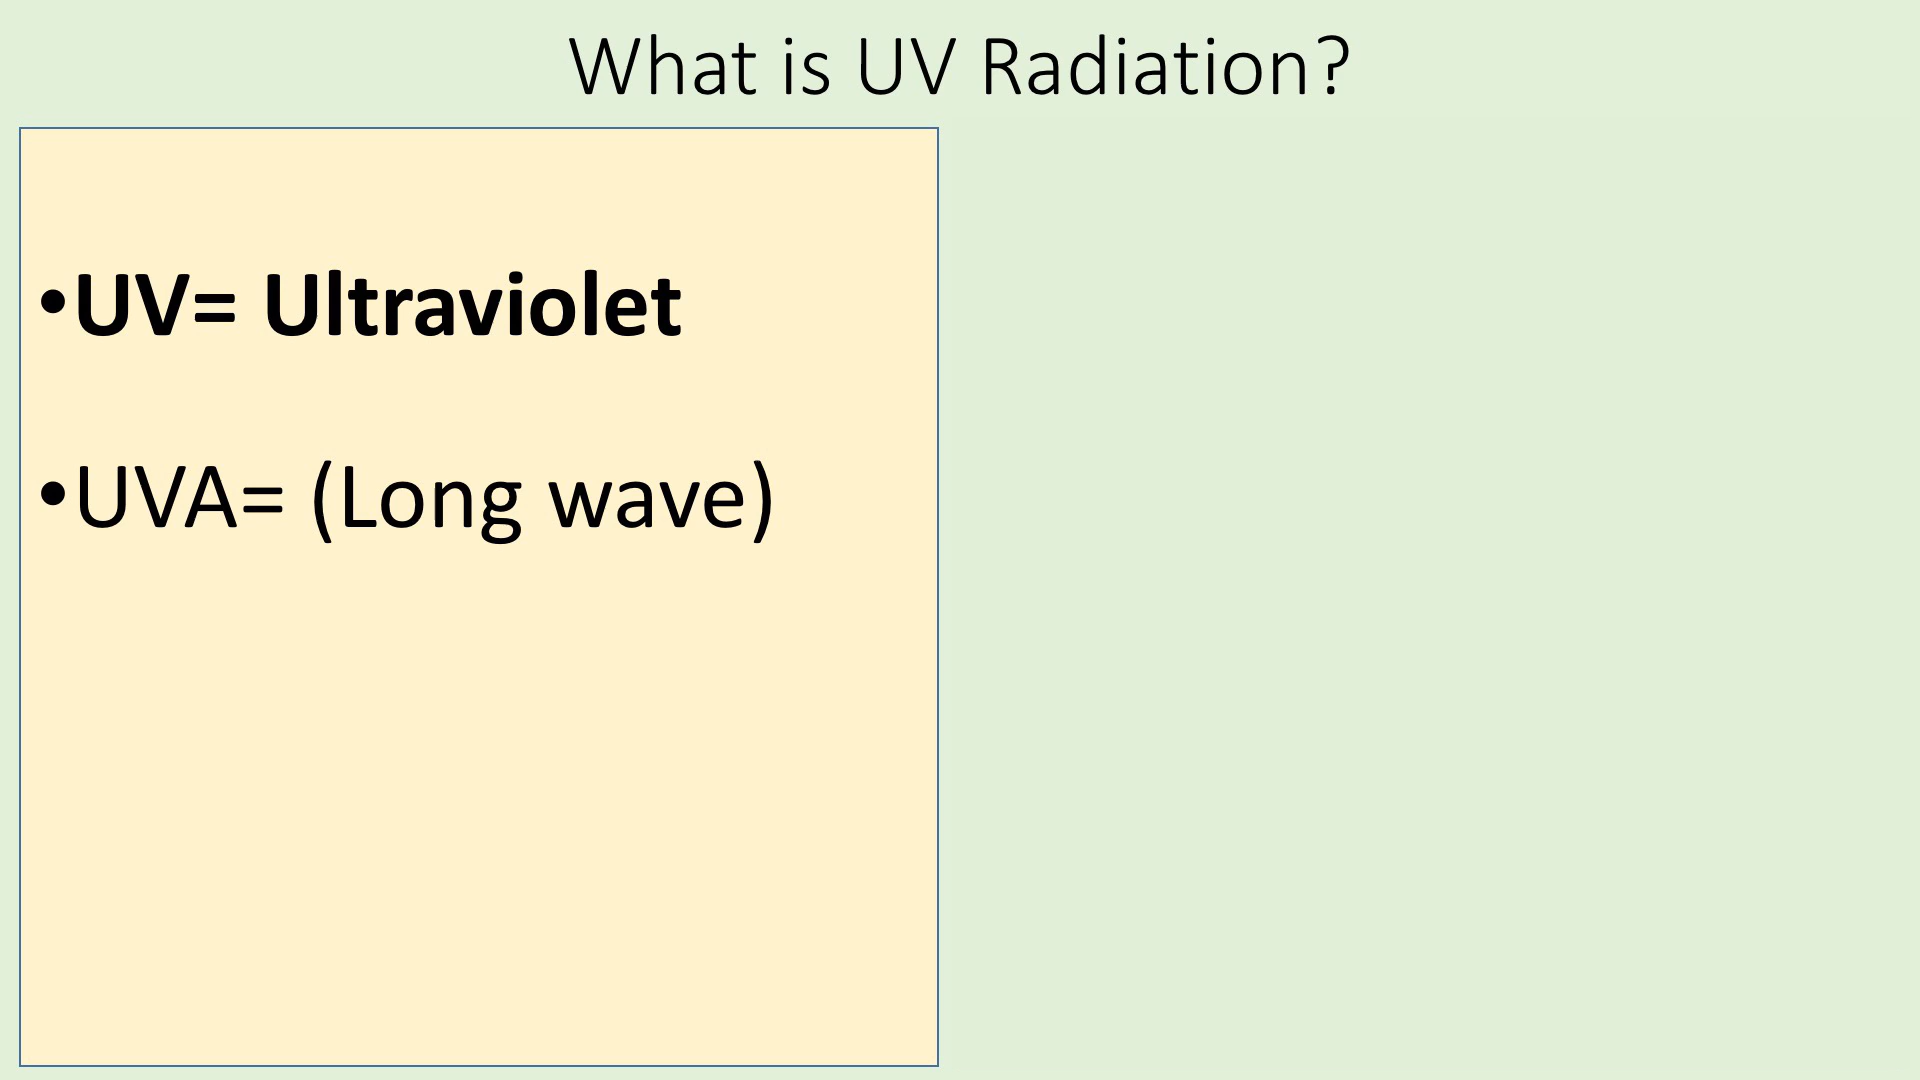 What is UV Radiation?
•UV= Ultraviolet
•UVA= (Long wave)